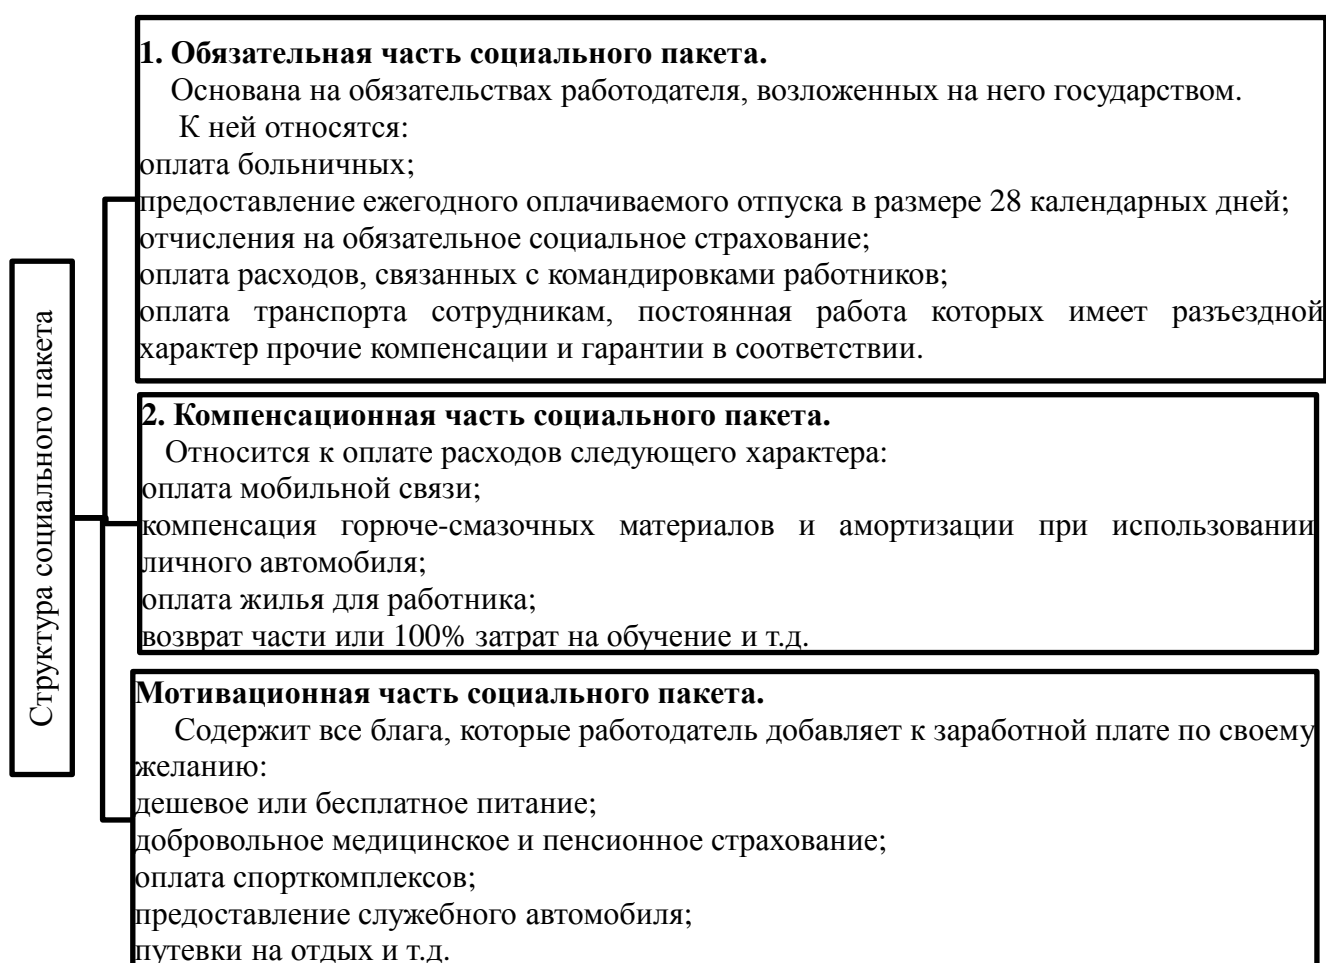 Структура социального пакета
1. Обязательная часть социального пакета.
Основана на обязательствах работодателя, возложенных на него государством.
К ней относятся:
оплата больничных;
предоставление ежегодного оплачиваемого отпуска в размере 28 календарных дней;
отчисления на обязательное социальное страхование;
оплата расходов, связанных с командировками работников;
оплата транспорта сотрудникам, постоянная работа которых имеет разъездной
характер прочие компенсации и гарантии в соответствии.
2. Компенсационная часть социального пакета.
Относится к оплате расходов следующего характера:
оплата мобильной связи;
компенсация горюче-смазочных материалов и амортизации при использовании
личного автомобиля;
оплата жилья для работника;
возврат части или 100% затрат на обучение и т.д.
Мотивационная часть социального пакета.
Содержит все блага, которые работодатель добавляет к заработной плате по своему
желанию:
дешевое или бесплатное питание;
добровольное медицинское и пенсионное страхование;
оплата спорткомплексов;
предоставление служебного автомобиля;
путевки на отдых и т.д.